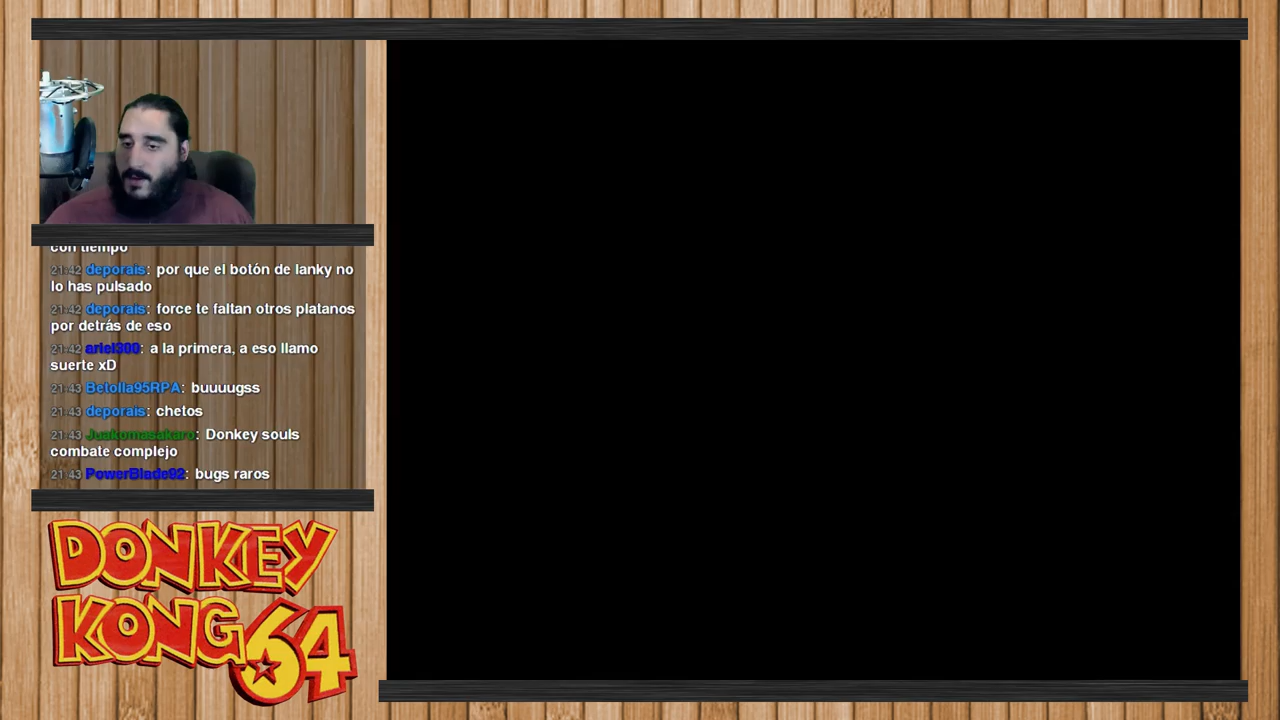 con tiempo
21:42 deporais: por que el botón de lanky no
lo has pulsado
21:42 deporais: force te faltan otros platanos
por detrás de eso
21:42 ariel300: a la primera, a eso llamo
suerte xD
21:43 Betolla95RPA: buuuugss
21:43 deporais: chetos
21:43 Juakomasakaro: Donkey souls
combate complejo
21:43 PowerBlade92: bugs raros
DONKEY
KONG 64